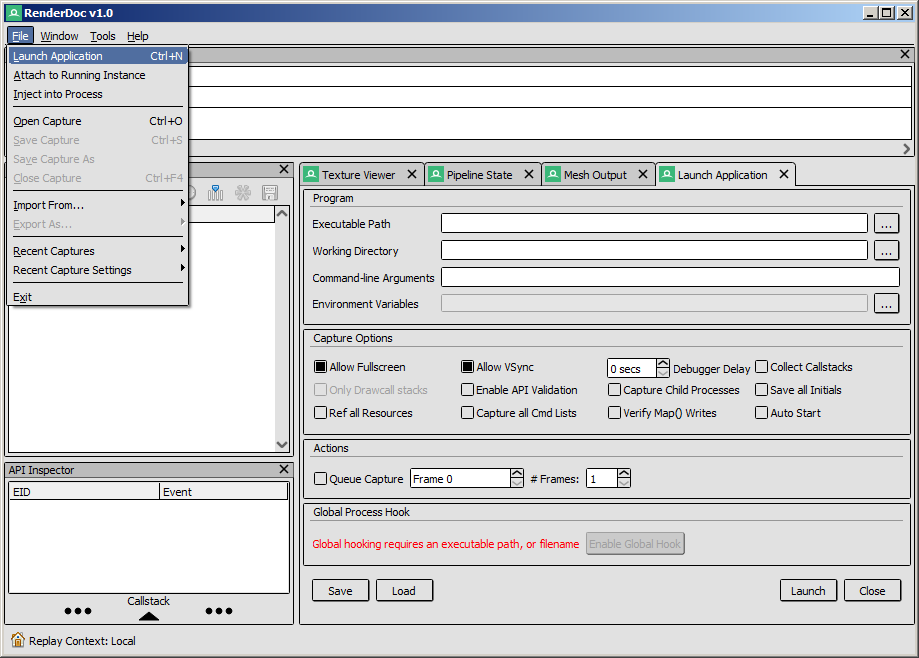 RenderDoc v1.0
File Window Tools Help
Launch Application Ctrl+N
Attach to Running Instance
Inject into Process
Open Capture Ctrl+O
Save Capture Ctrl+S
Save Capture As
Close Capture Ctrl+F4
Import From...
Export As...
Recent Captures
Recent Capture Settings
Exit
Texture Viewer Pipeline State Mesh Output Launch Application
Program
Executable Path ...
Working Directory ...
Command-line Arguments
Environment Variables ...
Capture Options
Allow Fullscreen Allow VSync 0 secs Debugger Delay Collect Callstacks
Only Drawcall stacks Enable API Validation Capture Child Processes Save all Initials
Ref all Resources Capture all Cmd Lists Verify Map() Writes Auto Start
Actions
Queue Capture Frame 0 # Frames: 1
Global Process Hook
Global hooking requires an executable path, or filename Enable Global Hook
Save Load Launch Close
API Inspector
EID Event
Callstack
Replay Context: Local